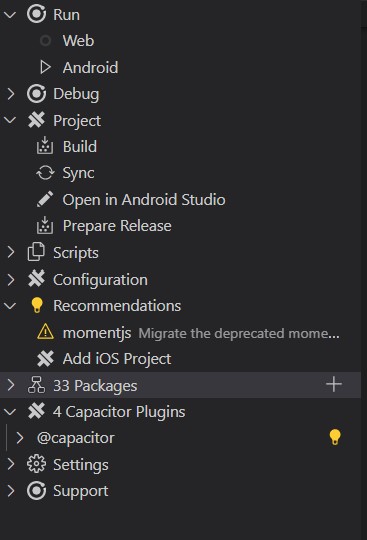 Run
Web
Android
Debug
Project
Build
Sync
Open in Android Studio
Prepare Release
Scripts
Configuration
Recommendations
momentjs Migrate the deprecated mome...
Add iOS Project
33 Packages
4 Capacitor Plugins
@capacitor
Settings
Support